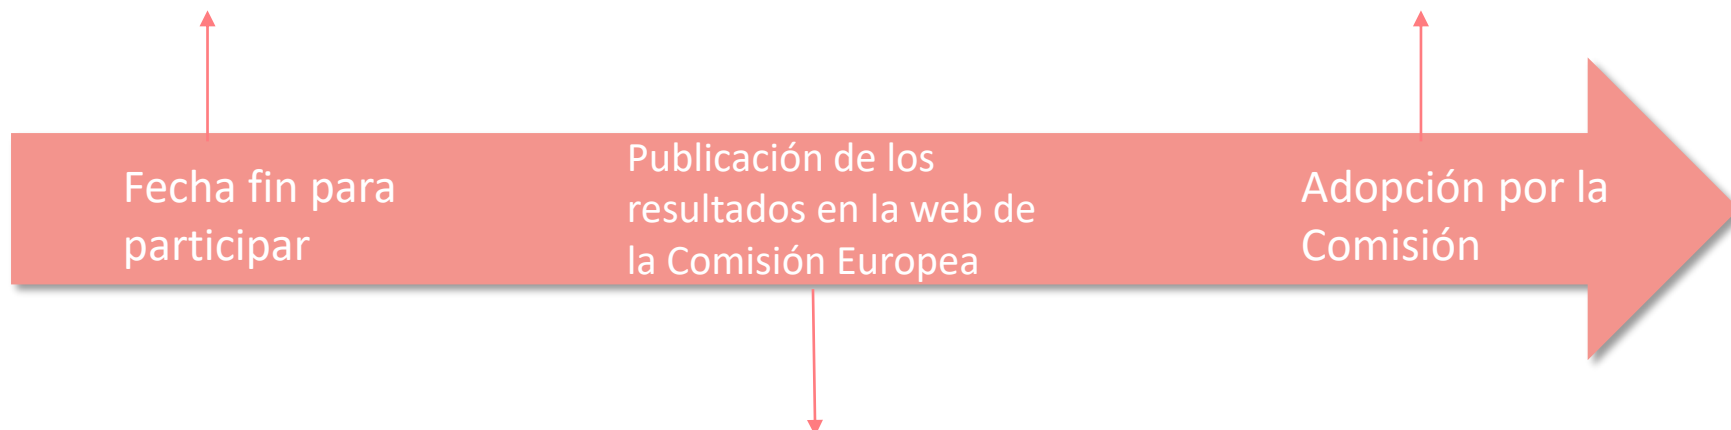 Fecha fin para
participar
Publicación de los
resultados en la web de
la Comisión Europea
Adopción por la
Comisión